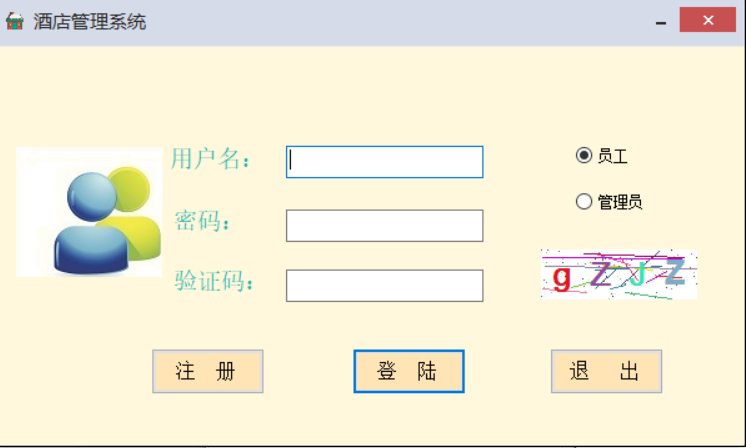 酒店管理系统
用户名：
员工
密码：
管理员
验证码：
g Z J Z
注 册
登 陆
退 出